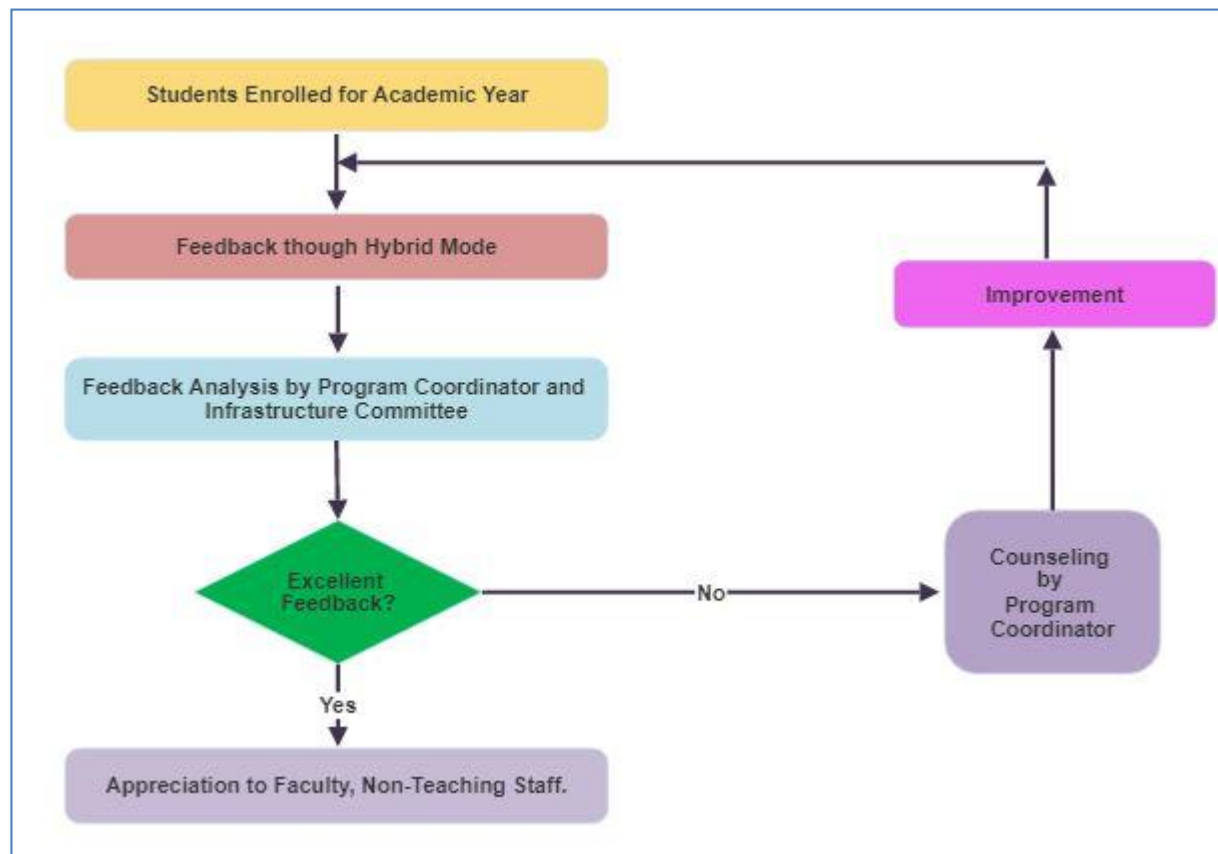 Students Enrolled for Academic Year
Feedback though Hybrid Mode
Improvement
Feedback Analysis by Program Coordinator and
Infrastructure Committee
Excellent
Feedback?
No
Counseling
by
Program
Coordinator
Yes
Appreciation to Faculty, Non-Teaching Staff.